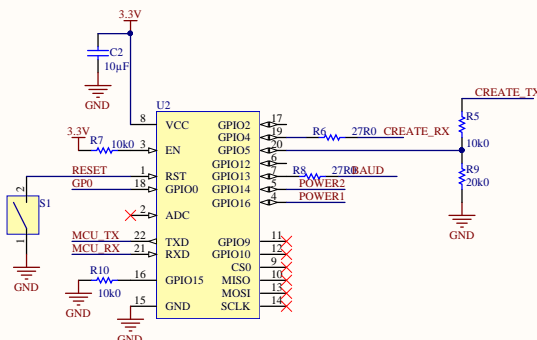 3.3V
C2
10µF
GND
U2
CREATE_TX
8 VCC GPIO2 17
GPIO4 19 R6 27R0 CREATE_RX
R5
10k0
3.3V
R7 10k0 3 EN GPIO5 20
GPIO12 6
RESET 1 RST GPIO13 7 R8 27R0 BAUD
R9
20k0
GP0 18 GPIO0 GPIO14 5 POWER2
GPIO16 4 POWER1
2
S1
1
GND
2 ADC
GND
MCU_TX 22 TXD GPIO9 11
MCU_RX 21 RXD GPIO10 12
CS0 9
R10
10k0
16 GPIO15 MISO 10
MOSI 13
GND
15 GND SCLK 14
GND